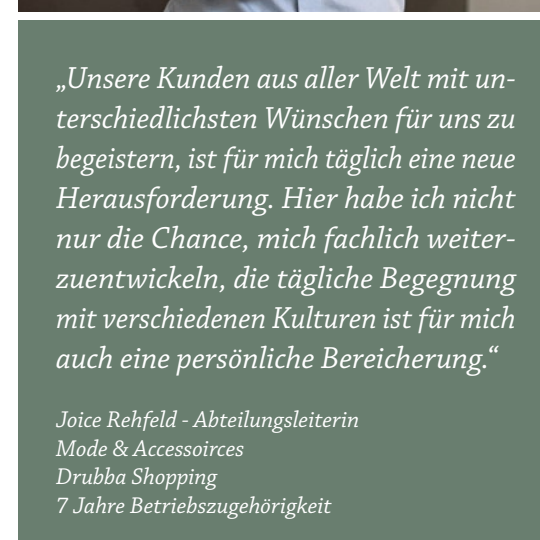 „Unsere Kunden aus aller Welt mit un-
terschiedlichsten Wünschen für uns zu
begeistern, ist für mich täglich eine neue
Herausforderung. Hier habe ich nicht
nur die Chance, mich fachlich weiter-
zuentwickeln, die tägliche Begegnung
mit verschiedenen Kulturen ist für mich
auch eine persönliche Bereicherung.“
Joice Rehfeld - Abteilungsleiterin
Mode & Accessoirces
Drubba Shopping
7 Jahre Betriebszugehörigkeit